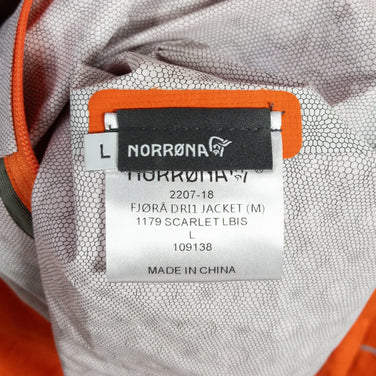 L
NORRØNA
NORRØNA
2207-18
FJØRÅ DRI1 JACKET (M)
1179 SCARLET LBIS
L
109138
MADE IN CHINA